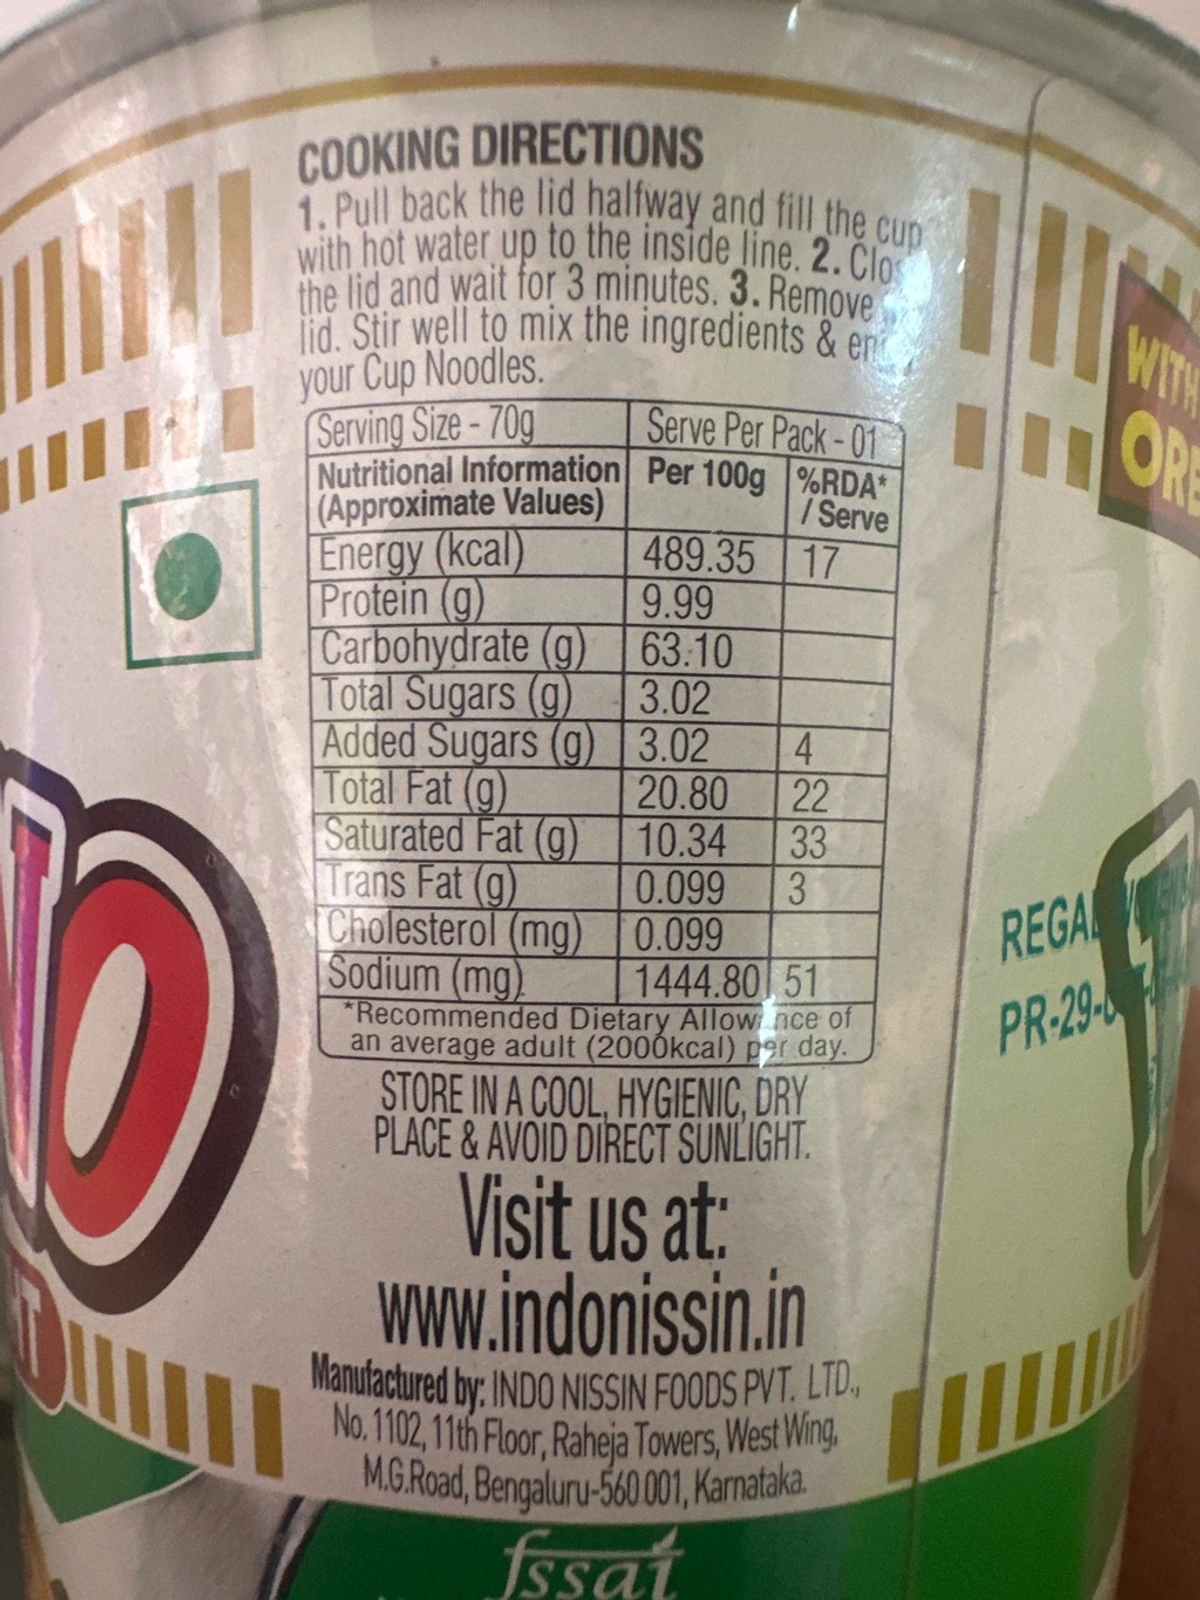 COOKING DIRECTIONS
1. Pull back the lid halfway and fill the cup
with hot water up to the inside line. 2. Clos
the lid and wait for 3 minutes. 3. Remove
lid. Stir well to mix the ingredients &
your Cup Noodles.
Serving Size - 70g Serve Per Pack - 01
Nutritional Information (Approximate Values) Per 100g %RDA* / Serve
Energy (kcal) 489.35 17
Protein (g) 9.99
Carbohydrate (g) 63.10
Total Sugars (g) 3.02
Added Sugars (g) 3.02 4
Total Fat (g) 20.80 22
Saturated Fat (g) 10.34 33
Trans Fat (g) 0.099 3
Cholesterol (mg) 0.099
Sodium (mg) 1444.80 51
*Recommended Dietary Allowance of
an average adult (2000kcal) per day.
STORE IN A COOL, HYGIENIC, DRY
PLACE & AVOID DIRECT SUNLIGHT.
Visit us at:
www.indonissin.in
Manufactured by: INDO NISSIN FOODS PVT. LTD.,
No. 1102, 11th Floor, Raheja Towers, West Wing,
M.G.Road, Bengaluru-560 001, Karnataka.
fssai
WITH
ORE
NO
HT
REGAL
PR-29-